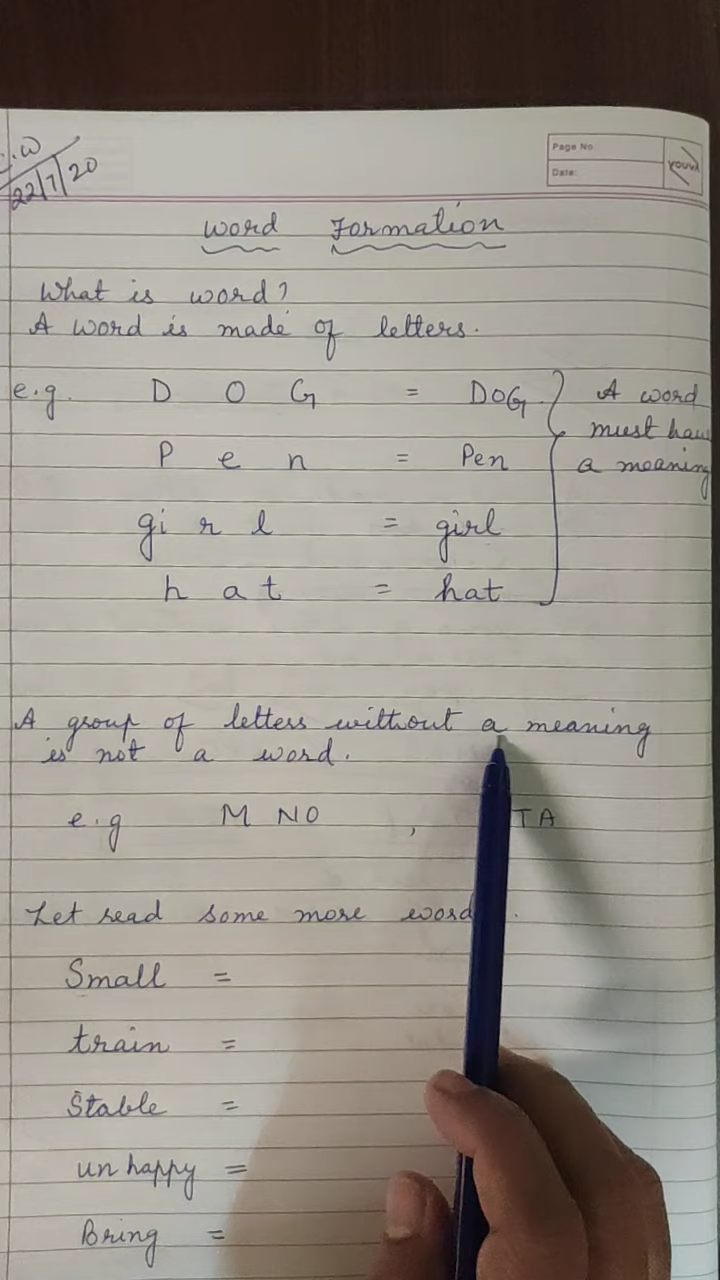 C.W
22/7/20
Page No
Date:
youva
Word Formation
What is word?
A word is made of letters.
e.g. D O G = DOG
A word
must have
P e n = Pen
a meaning
gi r l = girl
h a t = hat
A group of letters without a meaning
is not a word.
e.g M N O , TA
Let read some more word .
Small =
train =
Stable =
un happy =
Bring =